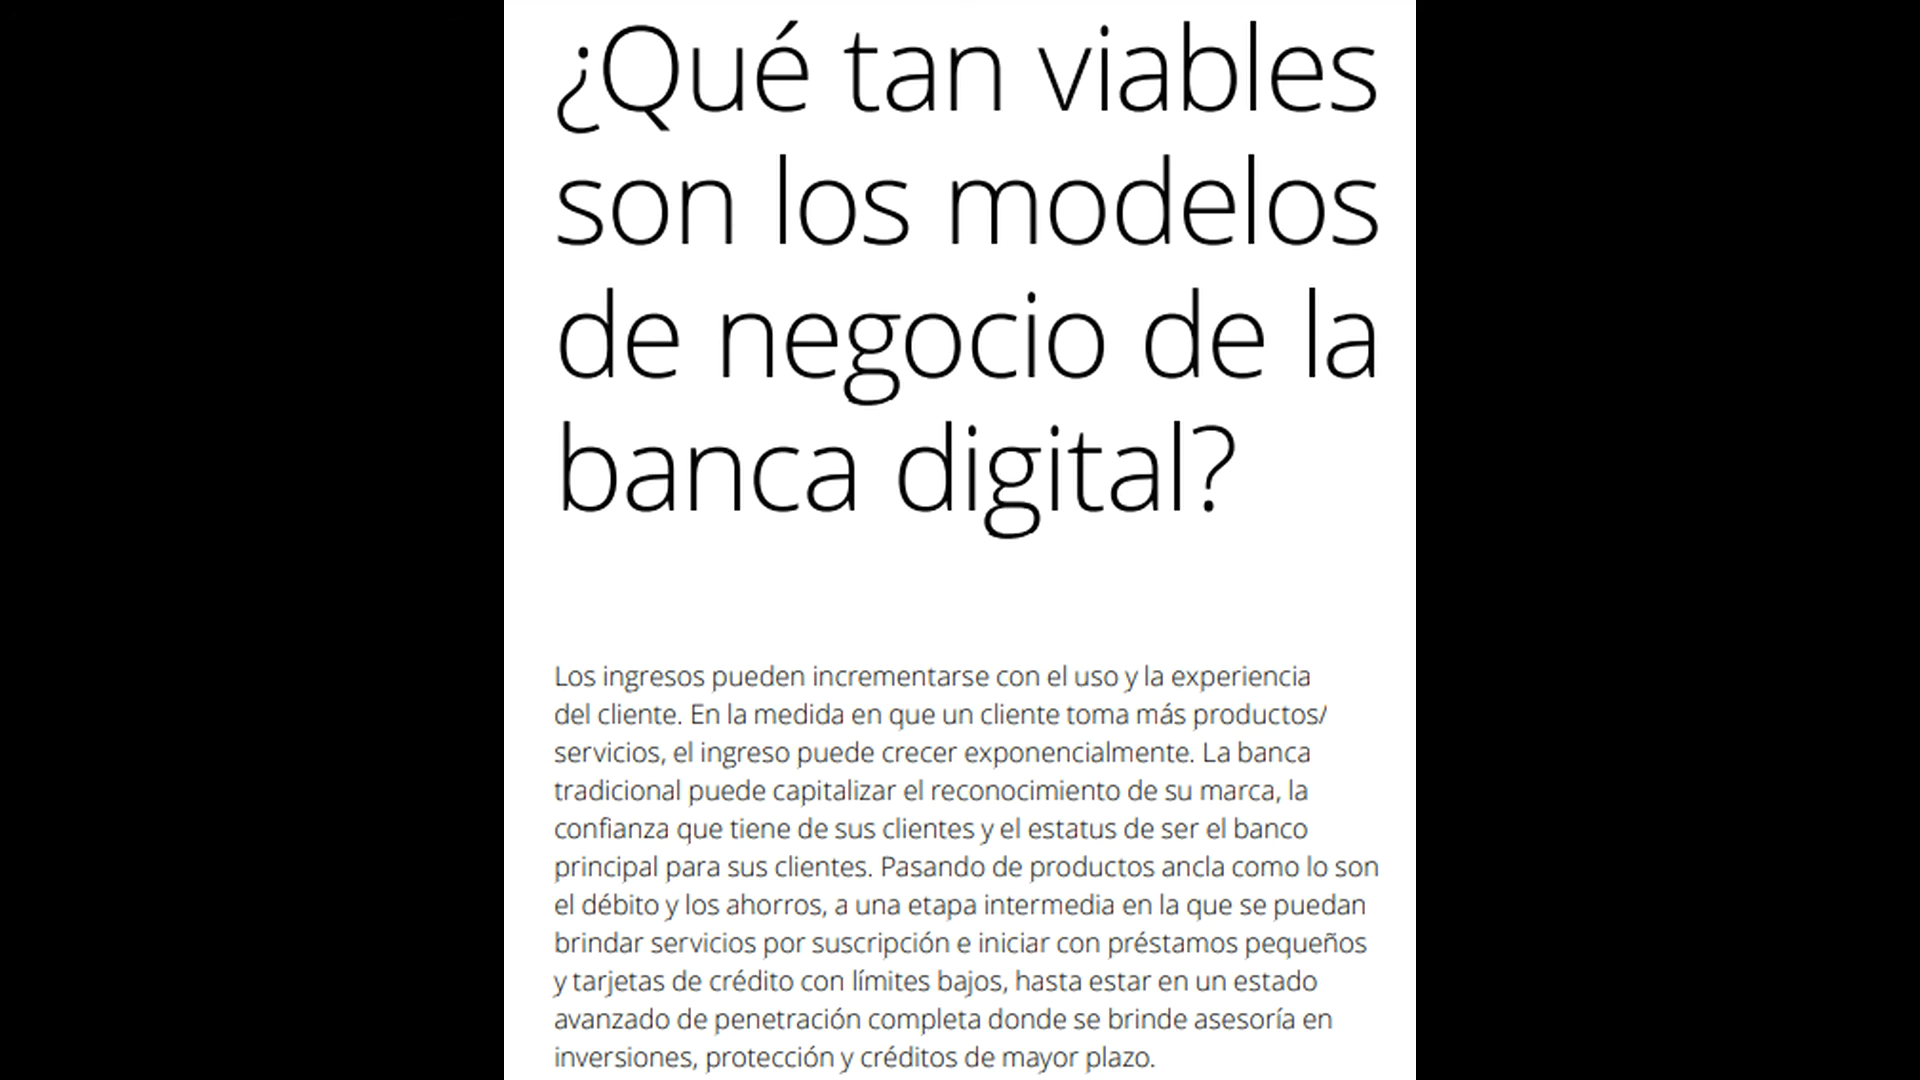 ¿Qué tan viables
son los modelos
de negocio de la
banca digital?
Los ingresos pueden incrementarse con el uso y la experiencia
del cliente. En la medida en que un cliente toma más productos/
servicios, el ingreso puede crecer exponencialmente. La banca
tradicional puede capitalizar el reconocimiento de su marca, la
confianza que tiene de sus clientes y el estatus de ser el banco
principal para sus clientes. Pasando de productos ancla como lo son
el débito y los ahorros, a una etapa intermedia en la que se puedan
brindar servicios por suscripción e iniciar con préstamos pequeños
y tarjetas de crédito con límites bajos, hasta estar en un estado
avanzado de penetración completa donde se brinde asesoría en
inversiones, protección y créditos de mayor plazo.